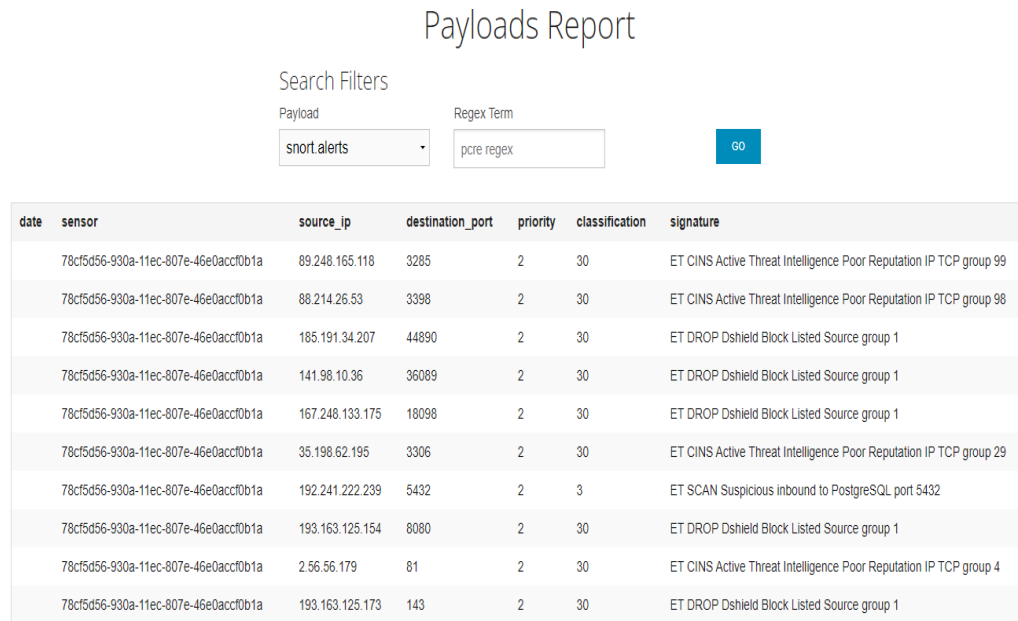 Payloads Report
Search Filters
Payload Regex Term
snort.alerts pcre regex GO
date sensor source_ip destination_port priority classification signature
78cf5d56-930a-11ec-807e-46e0accf0b1a 89.248.165.118 3285 2 30 ET CINS Active Threat Intelligence Poor Reputation IP TCP group 99
78cf5d56-930a-11ec-807e-46e0accf0b1a 88.214.26.53 3398 2 30 ET CINS Active Threat Intelligence Poor Reputation IP TCP group 98
78cf5d56-930a-11ec-807e-46e0accf0b1a 185.191.34.207 44890 2 30 ET DROP Dshield Block Listed Source group 1
78cf5d56-930a-11ec-807e-46e0accf0b1a 141.98.10.36 36089 2 30 ET DROP Dshield Block Listed Source group 1
78cf5d56-930a-11ec-807e-46e0accf0b1a 167.248.133.175 18098 2 30 ET DROP Dshield Block Listed Source group 1
78cf5d56-930a-11ec-807e-46e0accf0b1a 35.198.62.195 3306 2 30 ET CINS Active Threat Intelligence Poor Reputation IP TCP group 29
78cf5d56-930a-11ec-807e-46e0accf0b1a 192.241.222.239 5432 2 3 ET SCAN Suspicious inbound to PostgreSQL port 5432
78cf5d56-930a-11ec-807e-46e0accf0b1a 193.163.125.154 8080 2 30 ET DROP Dshield Block Listed Source group 1
78cf5d56-930a-11ec-807e-46e0accf0b1a 2.56.56.179 81 2 30 ET CINS Active Threat Intelligence Poor Reputation IP TCP group 4
78cf5d56-930a-11ec-807e-46e0accf0b1a 193.163.125.173 143 2 30 ET DROP Dshield Block Listed Source group 1